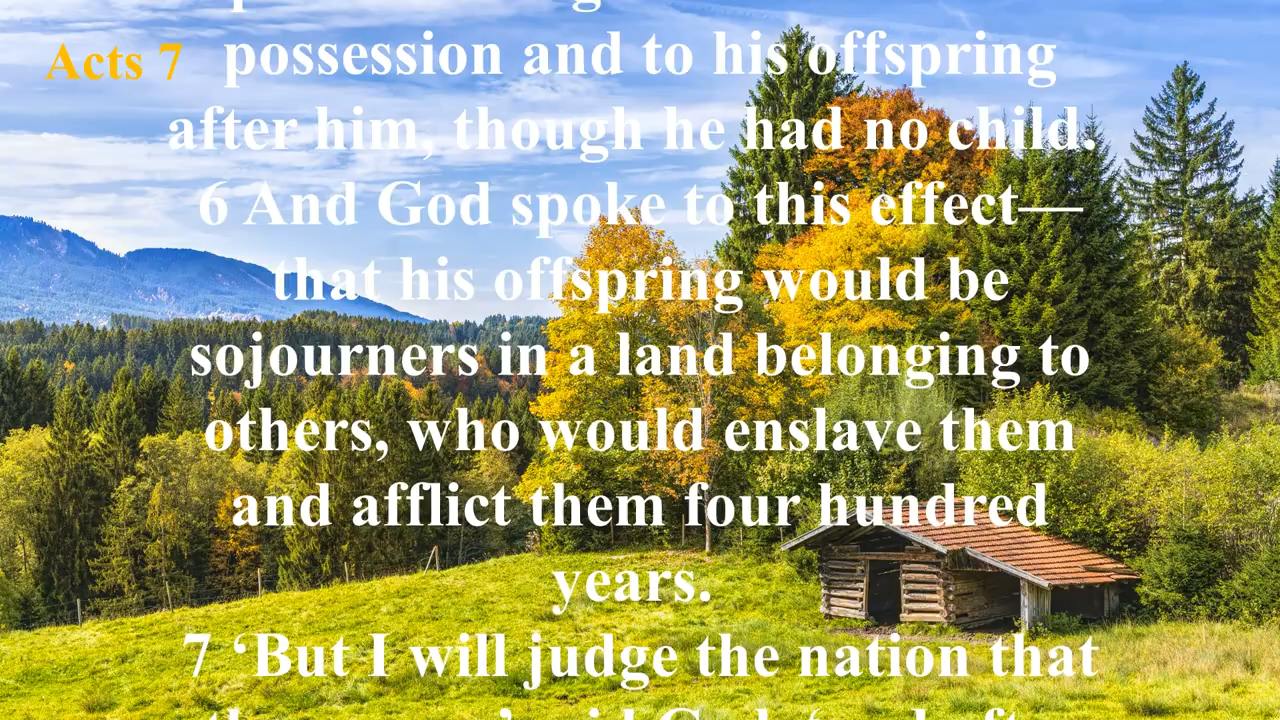 Acts 7
possession and to his offspring
after him, though he had no child.
6 And God spoke to this effect—
that his offspring would be
sojourners in a land belonging to
others, who would enslave them
and afflict them four hundred
years.
7 ‘But I will judge the nation that